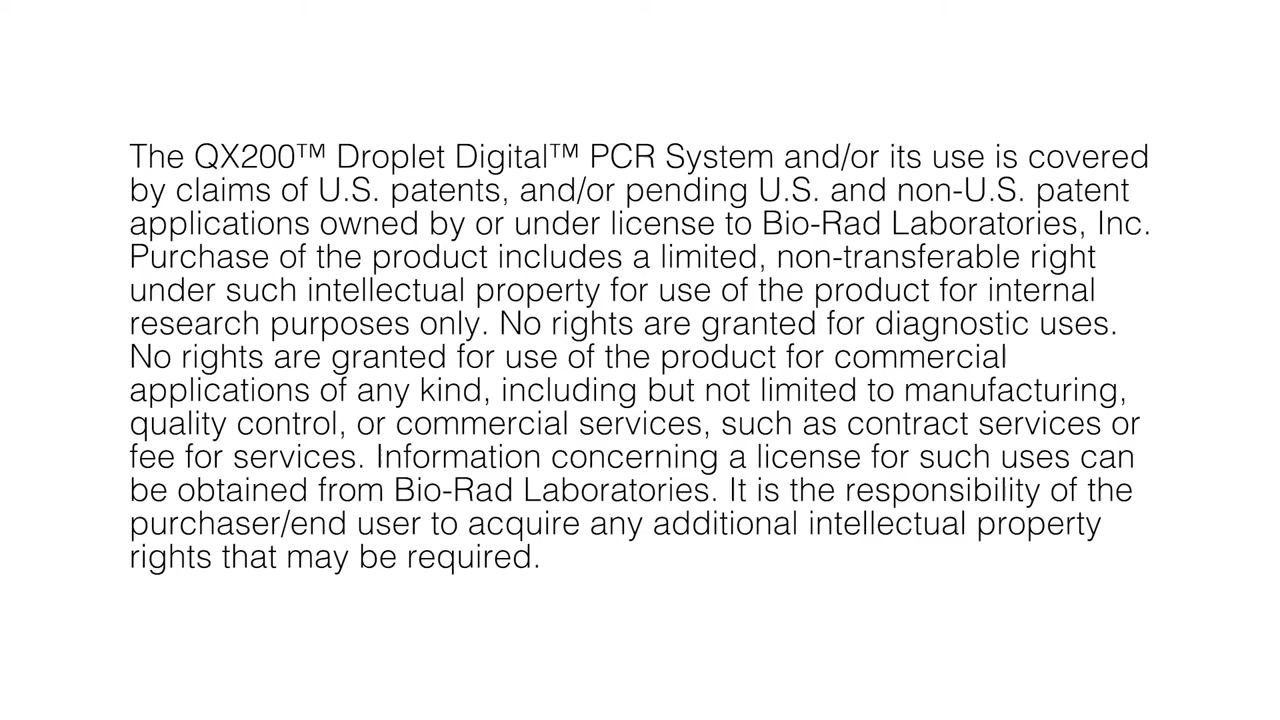 The QX200™ Droplet Digital™ PCR System and/or its use is covered
by claims of U.S. patents, and/or pending U.S. and non-U.S. patent
applications owned by or under license to Bio-Rad Laboratories, Inc.
Purchase of the product includes a limited, non-transferable right
under such intellectual property for use of the product for internal
research purposes only. No rights are granted for diagnostic uses.
No rights are granted for use of the product for commercial
applications of any kind, including but not limited to manufacturing,
quality control, or commercial services, such as contract services or
fee for services. Information concerning a license for such uses can
be obtained from Bio-Rad Laboratories. It is the responsibility of the
purchaser/end user to acquire any additional intellectual property
rights that may be required.